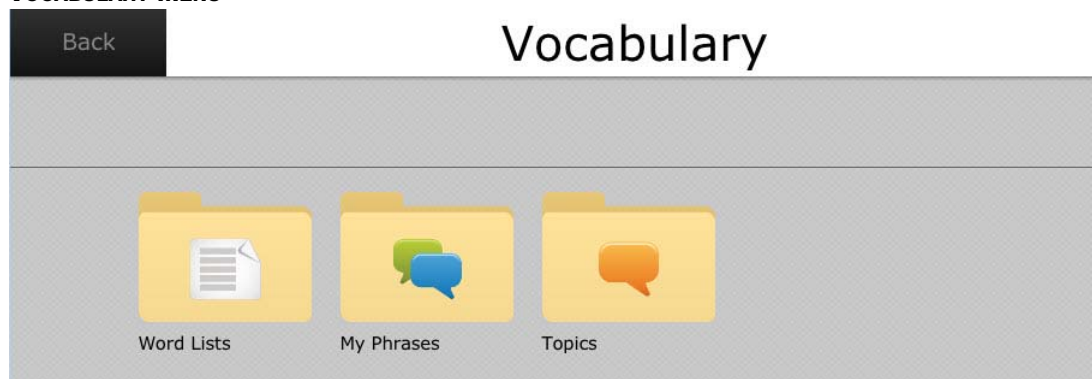 VOCABULARY MENU
Back
Vocabulary
Word Lists
My Phrases
Topics